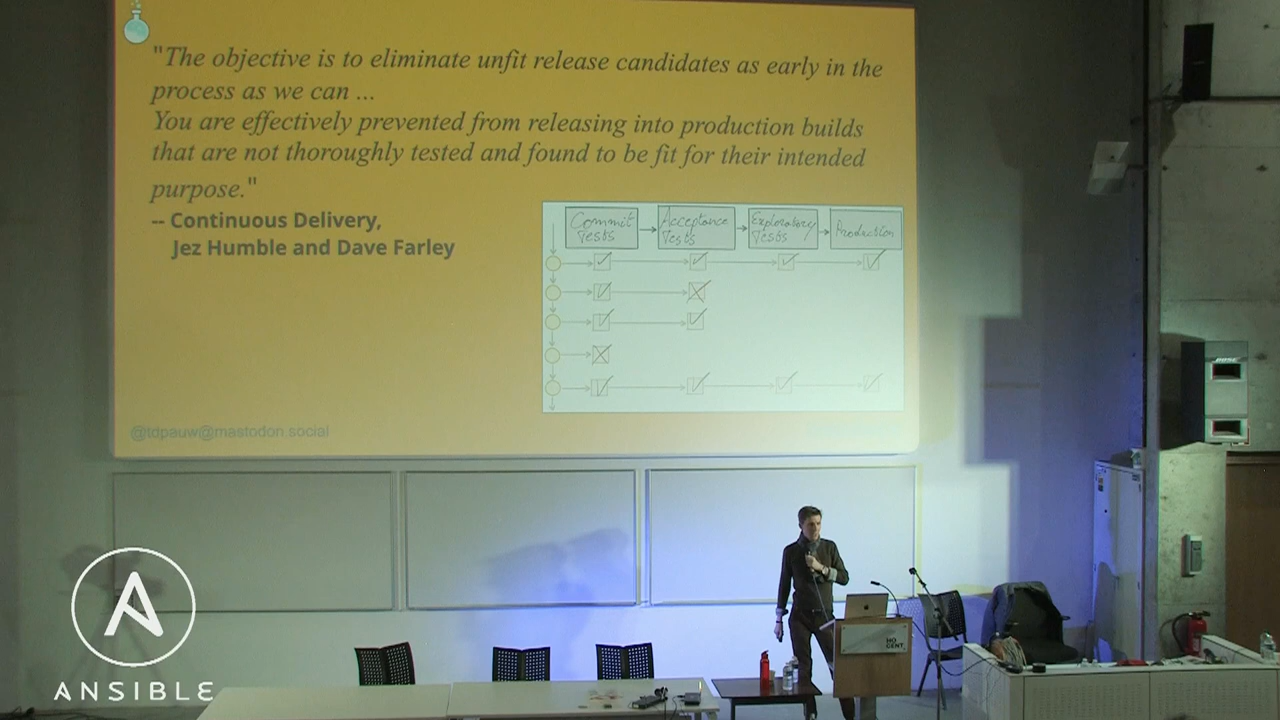 "The objective is to eliminate unfit release candidates as early in the
process as we can ...
You are effectively prevented from releasing into production builds
that are not thoroughly tested and found to be fit for their intended
purpose."
-- Continuous Delivery,
Jez Humble and Dave Farley
Commit Tests
Acceptance Tests
Exploratory Tests
Production
@tdpauw@mastodon.social
BOSE
HO
GENT
ANSIBLE